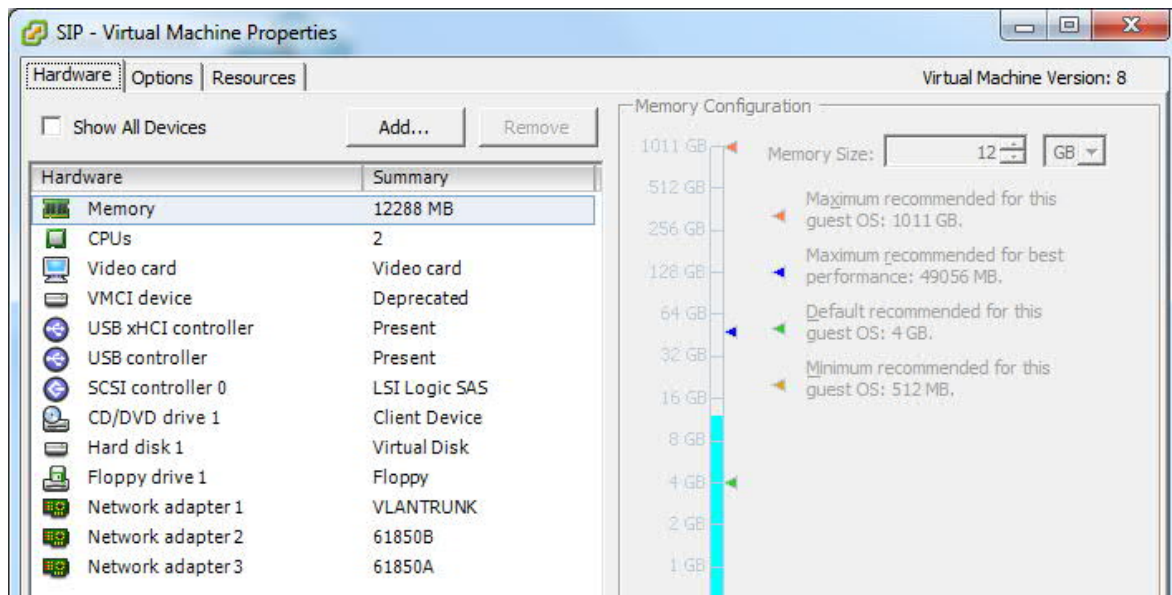 SIP - Virtual Machine Properties
Hardware Options Resources
Virtual Machine Version: 8
Show All Devices
Add...
Remove
Hardware Summary
Memory 12288 MB
CPUs 2
Video card Video card
VMCI device Deprecated
USB xHCI controller Present
USB controller Present
SCSI controller 0 LSI Logic SAS
CD/DVD drive 1 Client Device
Hard disk 1 Virtual Disk
Floppy drive 1 Floppy
Network adapter 1 VLANTRUNK
Network adapter 2 61850B
Network adapter 3 61850A
Memory Configuration
1011 GB
512 GB
256 GB
128 GB
64 GB
32 GB
16 GB
8 GB
4 GB
2 GB
1 GB
Memory Size: 12 GB
Maximum recommended for this
guest OS: 1011 GB.
Maximum recommended for best
performance: 49056 MB.
Default recommended for this
guest OS: 4 GB.
Minimum recommended for this
guest OS: 512 MB.